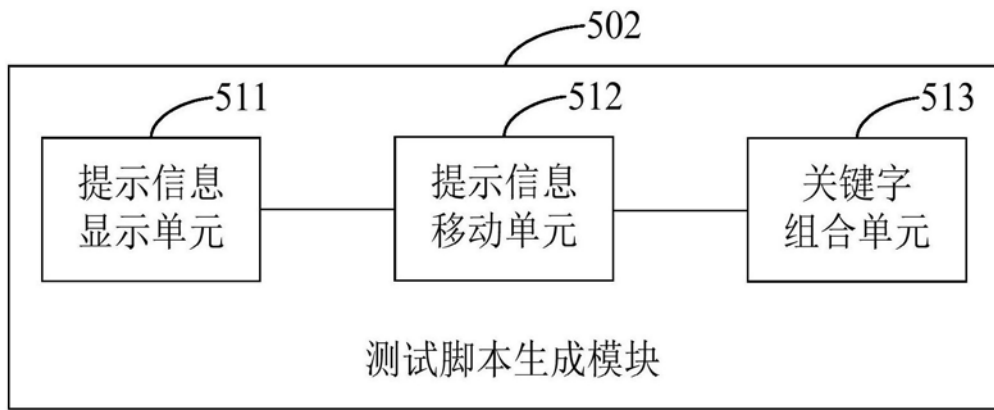 502
511
512
513
提示信息
显示单元
提示信息
移动单元
关键字
组合单元
测试脚本生成模块